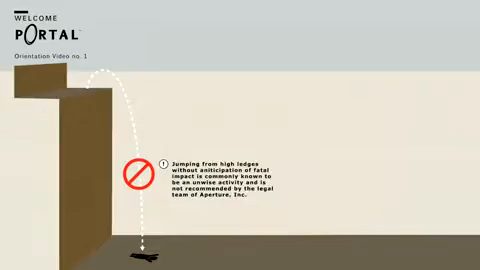 WELCOME
PORTAL
Orientation Video no. 1
! Jumping from high ledges
without aniticipation of fatal
impact is commonly known to
be an unwise activity and is
not recommended by the legal
team of Aperture, Inc.